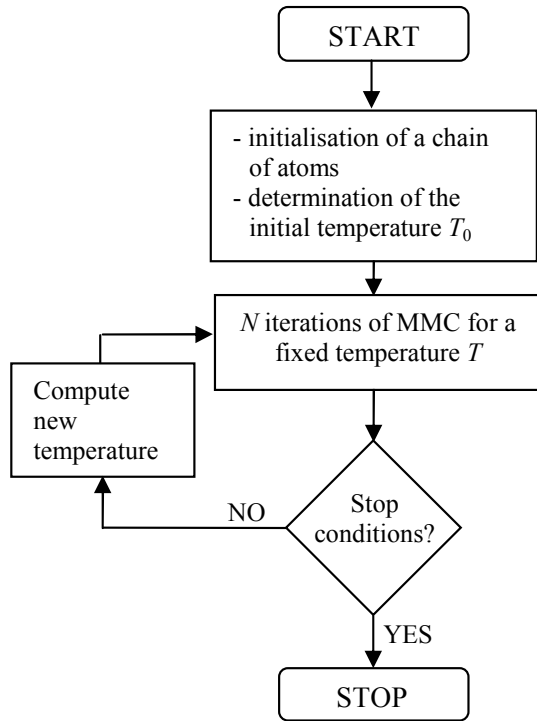 START
- initialisation of a chain
of atoms
- determination of the
initial temperature T₀
N iterations of MMC for a
fixed temperature T
Compute
new
temperature
Stop
conditions?
NO
YES
STOP